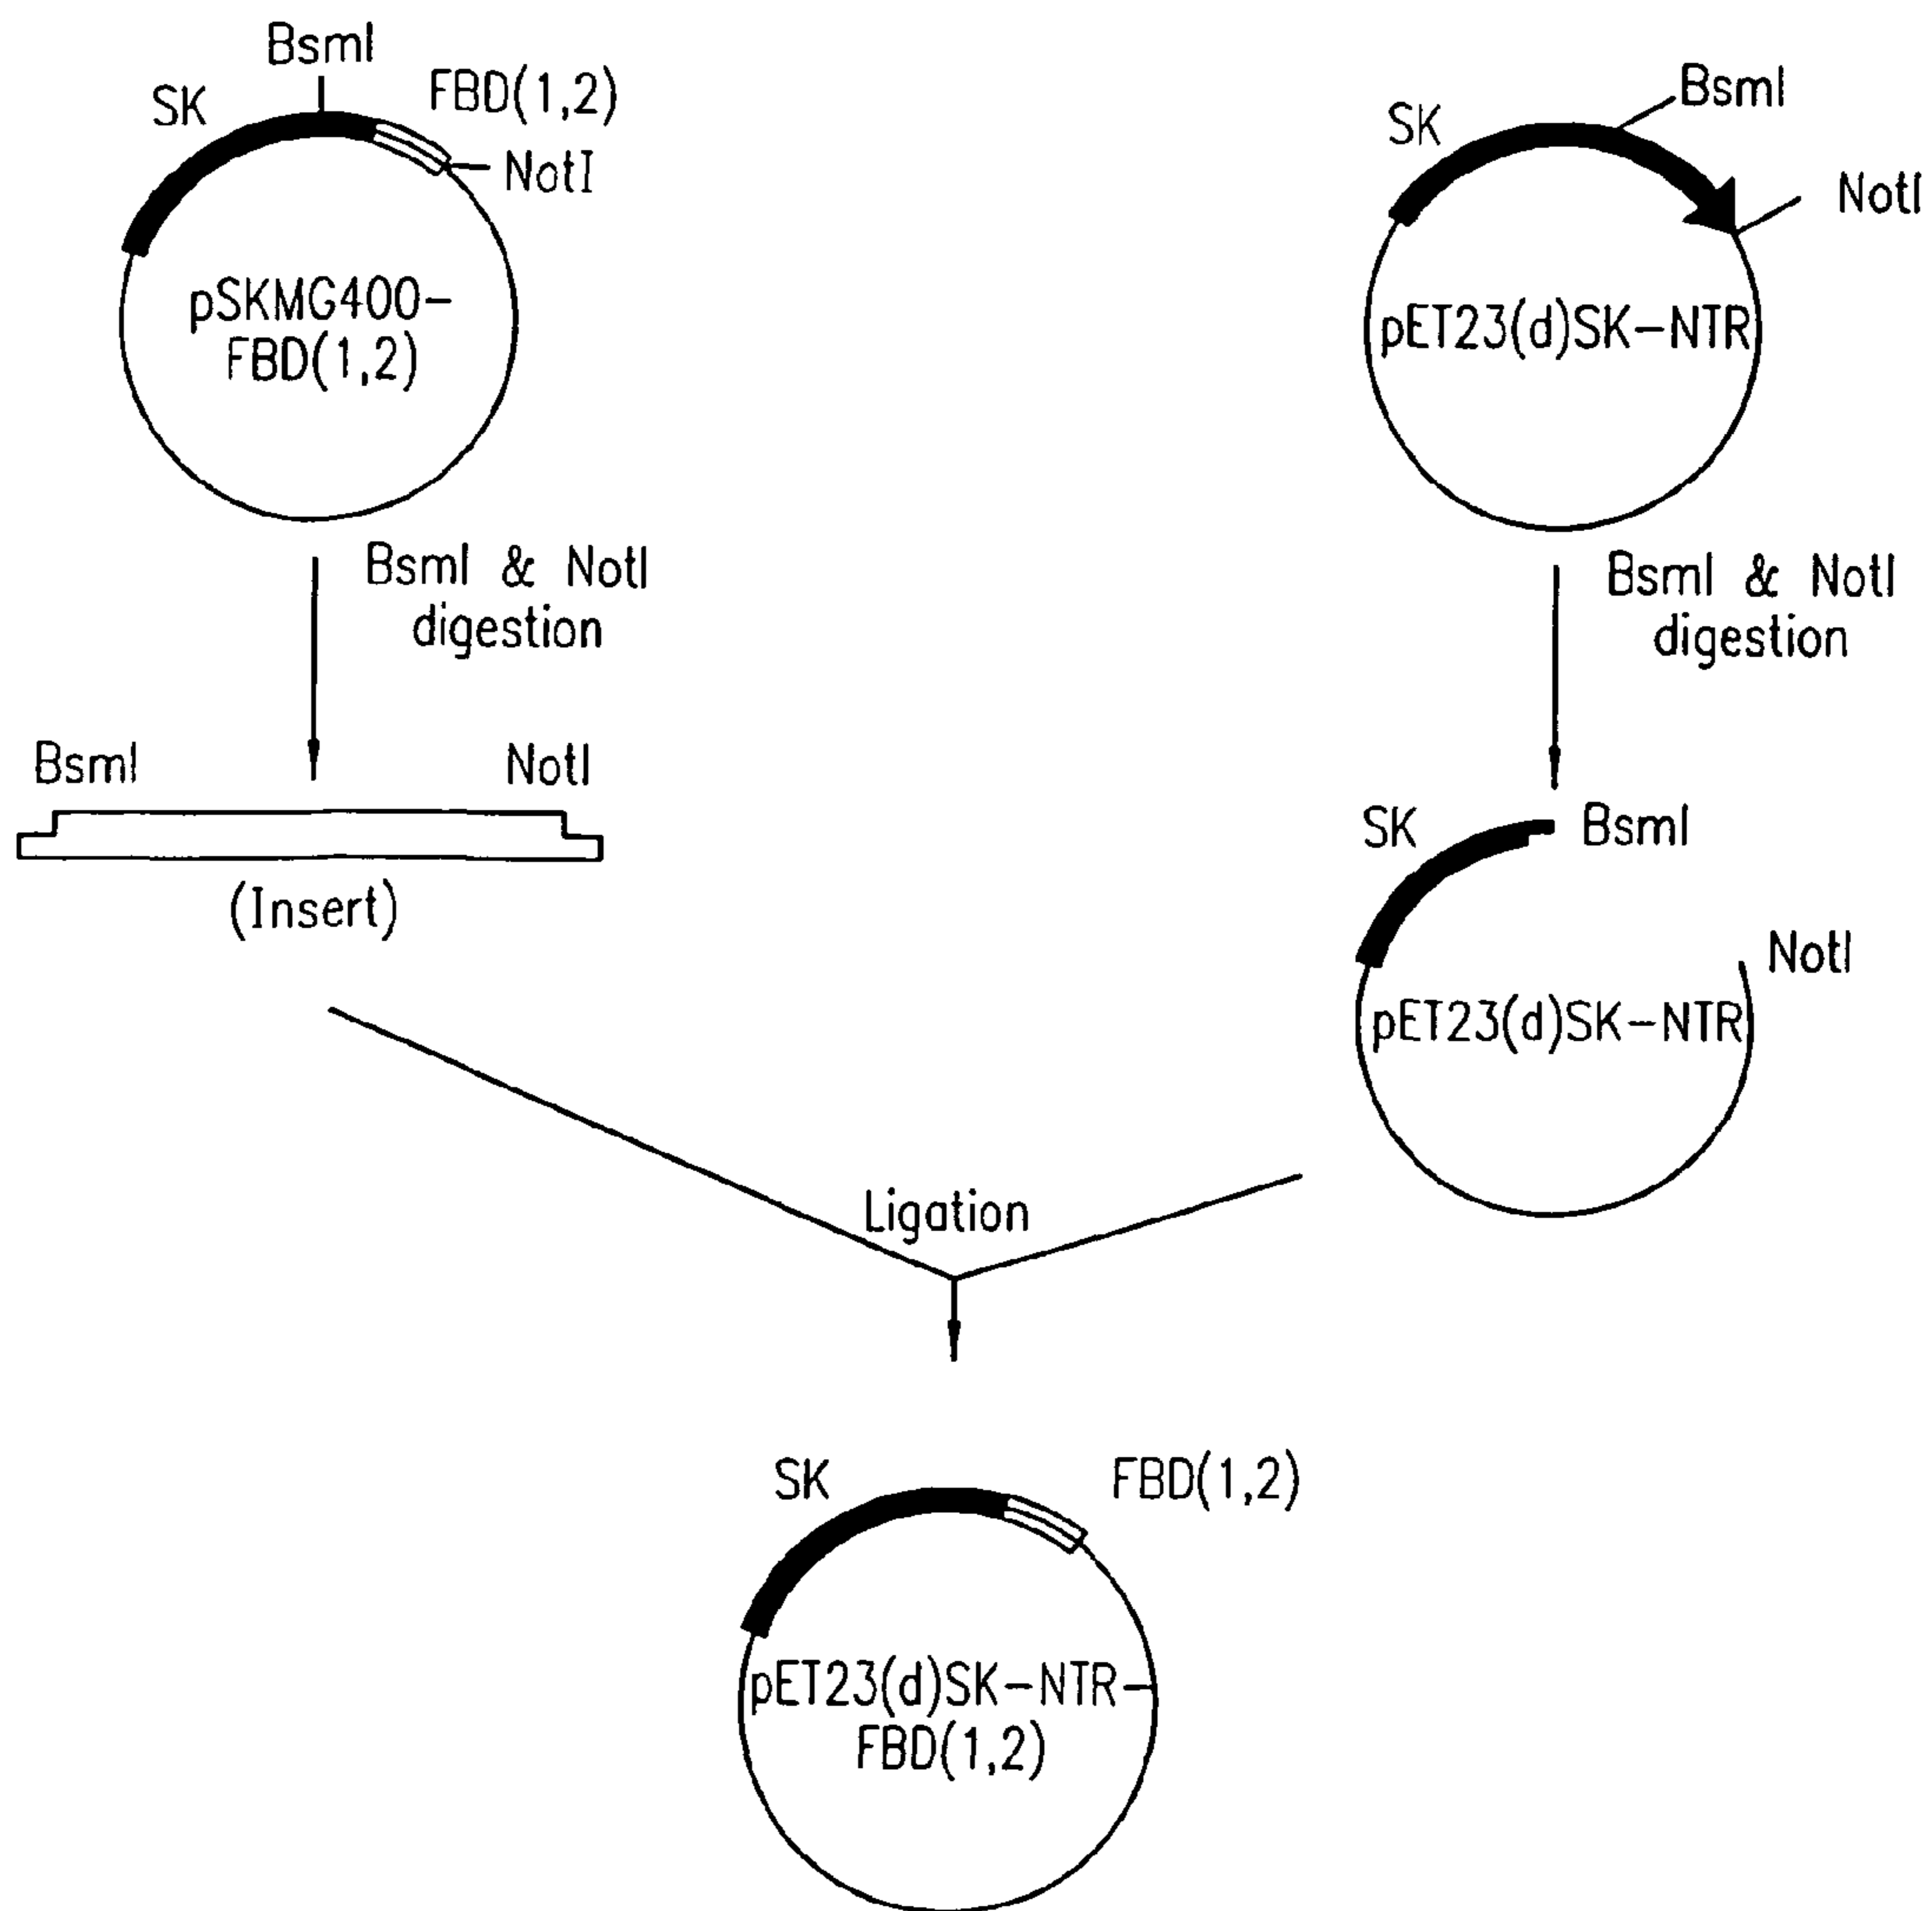 BsmI
SK
FBD(1,2)
NotI
pSKMG400-
FBD(1,2)
BsmI & NotI
digestion
BsmI
NotI
(Insert)
SK
BsmI
NotI
pET23(d)SK-NTR
BsmI & NotI
digestion
SK
BsmI
NotI
pET23(d)SK-NTR
Ligation
SK
FBD(1,2)
pET23(d)SK-NTR-
FBD(1,2)